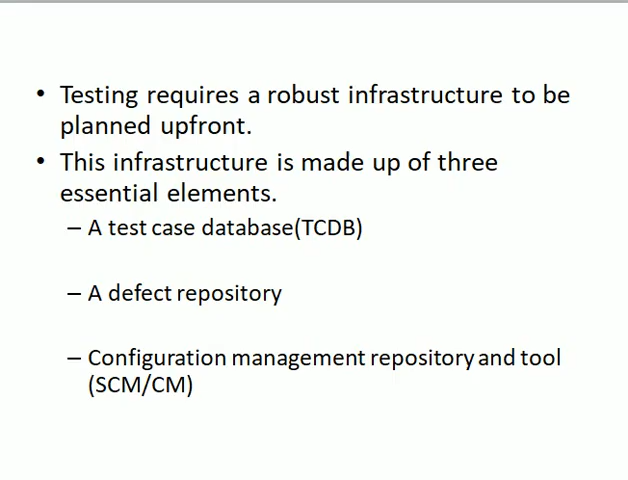 • Testing requires a robust infrastructure to be
planned upfront.
• This infrastructure is made up of three
essential elements.
– A test case database(TCDB)
– A defect repository
– Configuration management repository and tool
(SCM/CM)